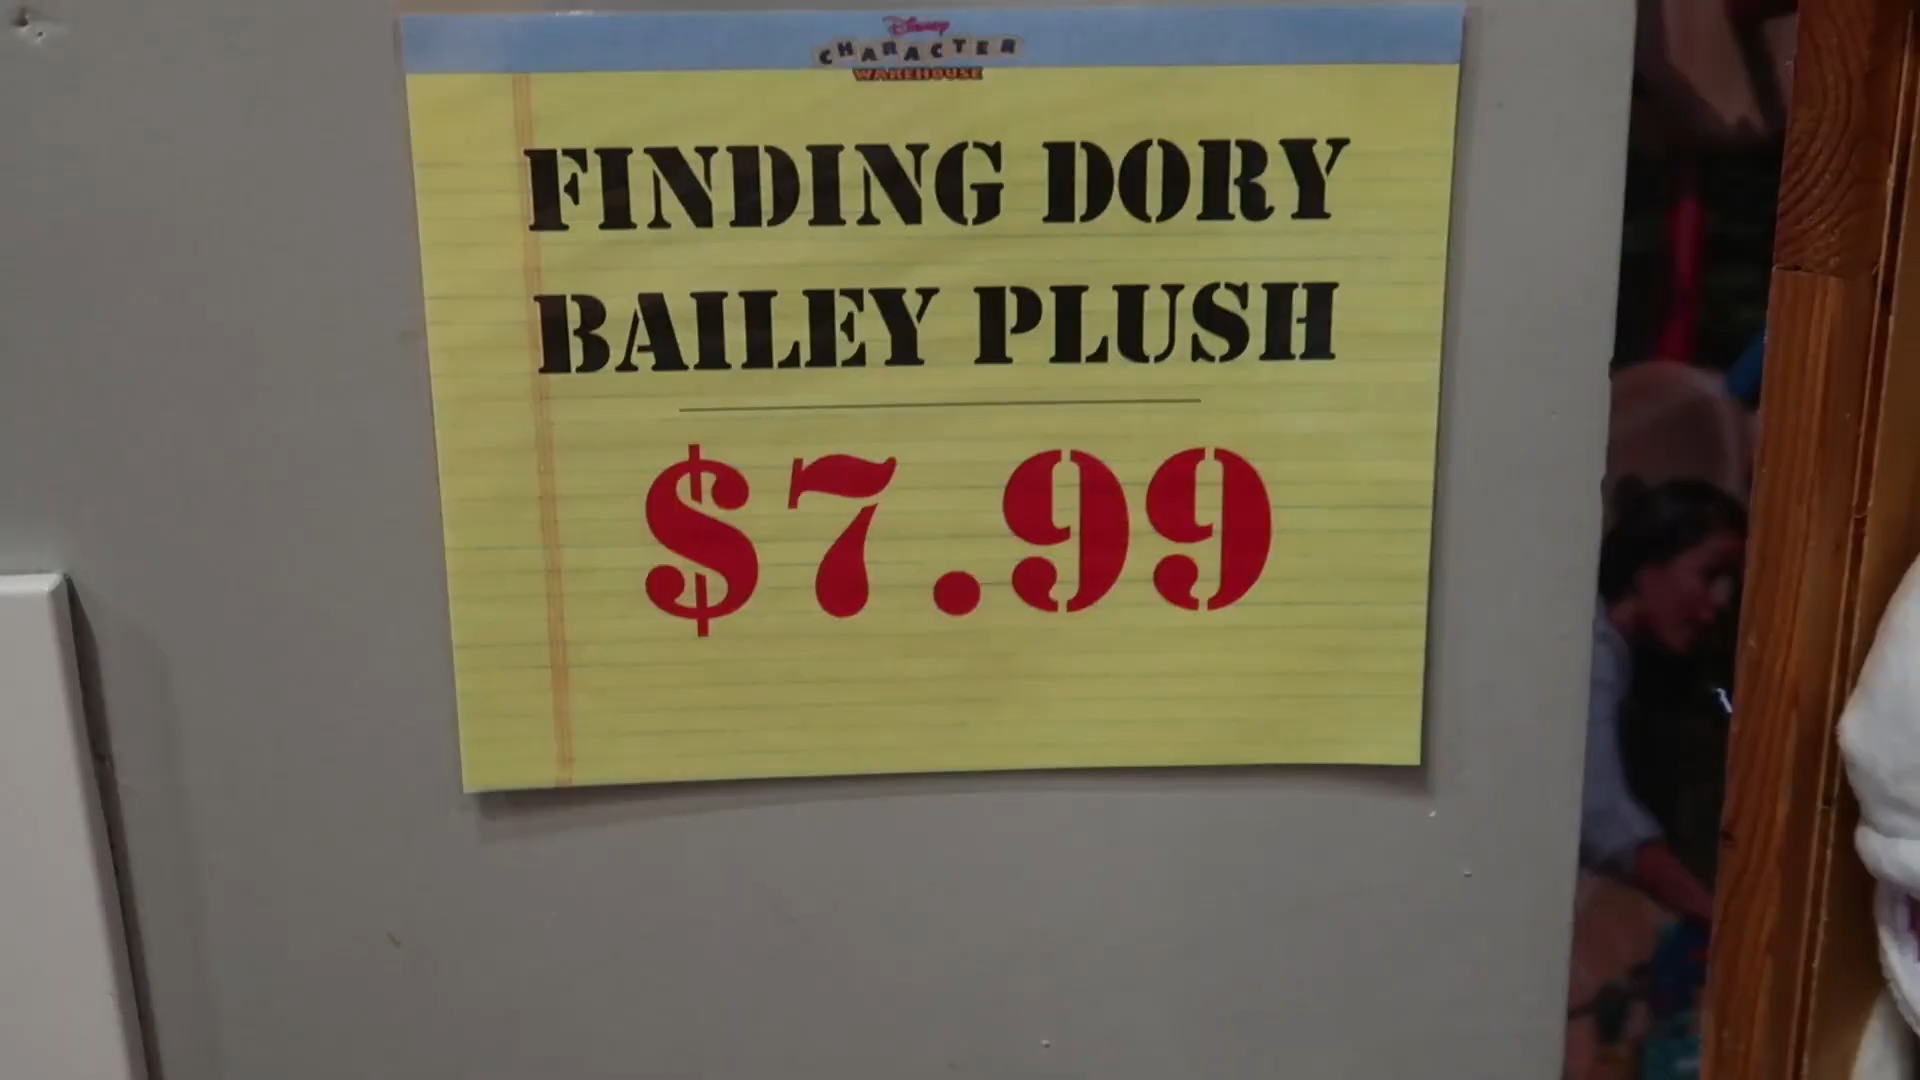 Disney
CHARACTER
WAREHOUSE
FINDING DORY
BAILEY PLUSH
$7.99